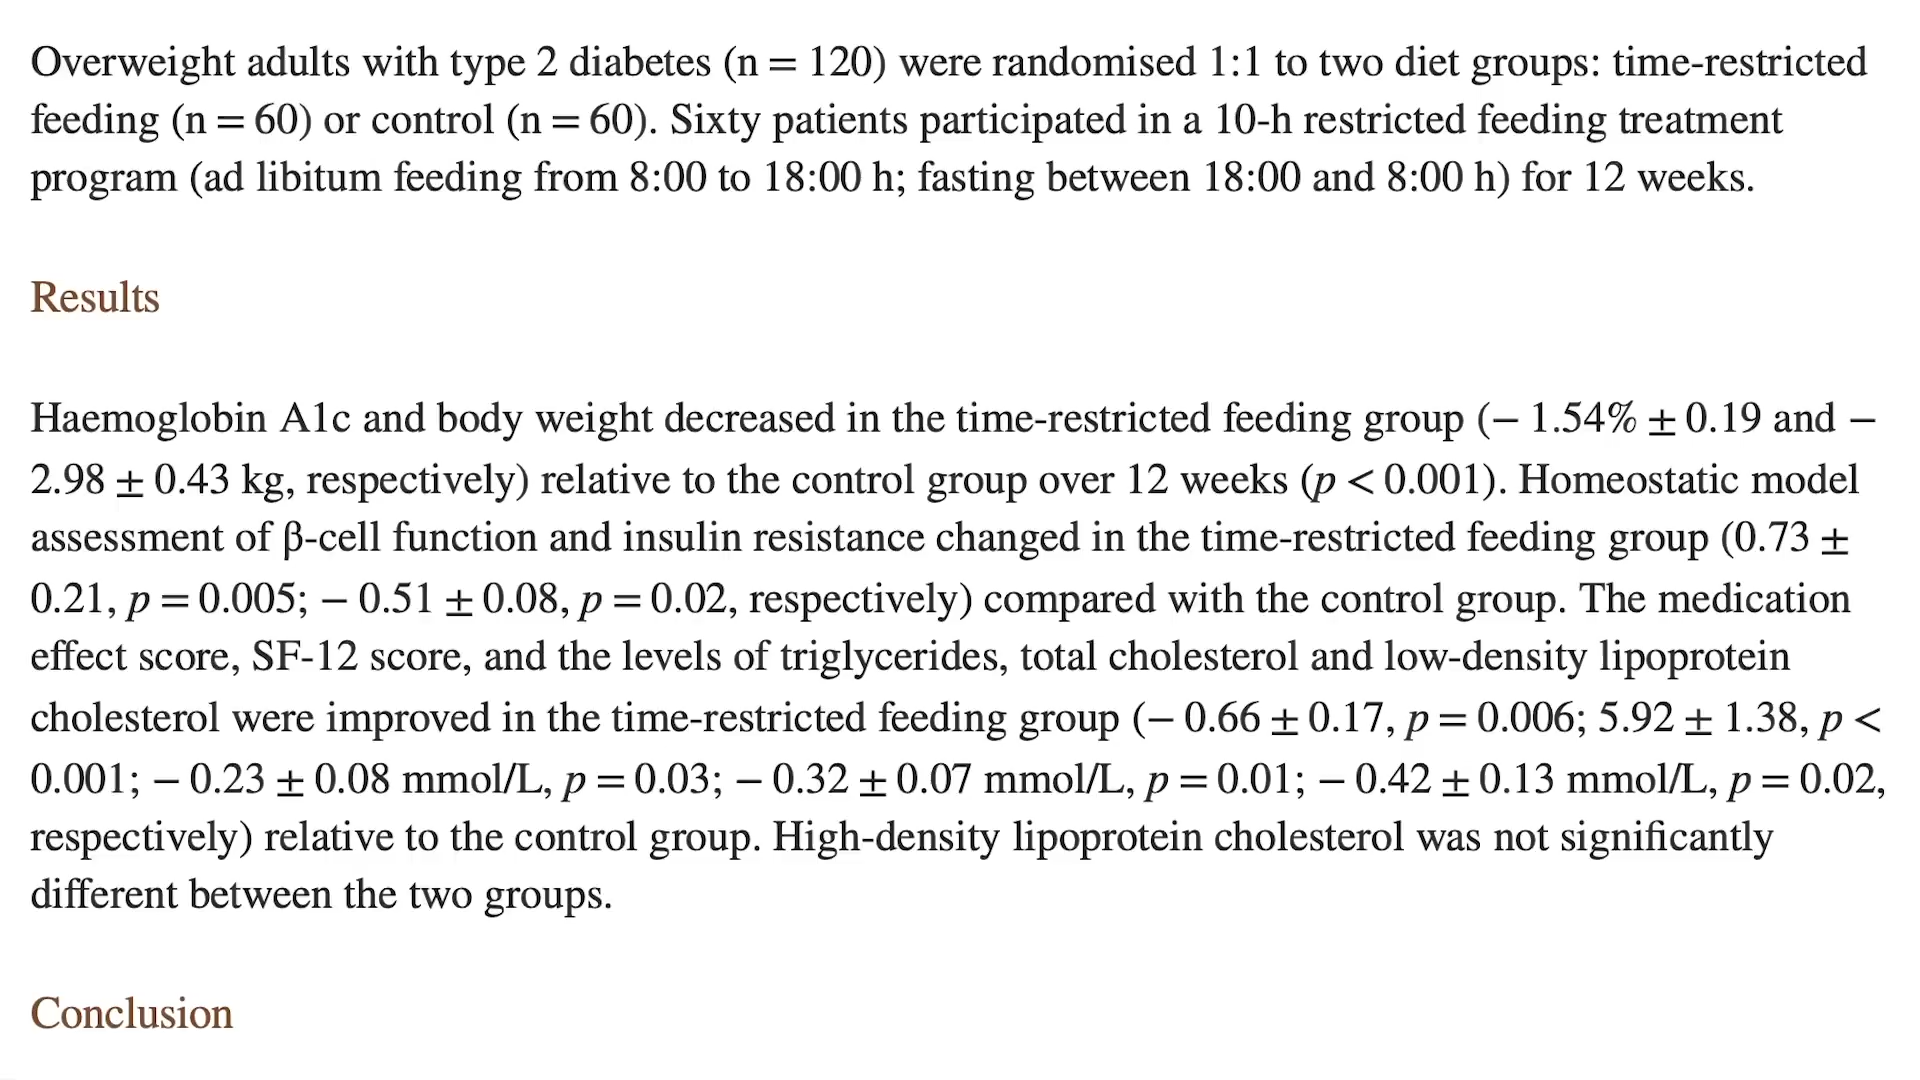 Overweight adults with type 2 diabetes (n = 120) were randomised 1:1 to two diet groups: time-restricted
feeding (n = 60) or control (n = 60). Sixty patients participated in a 10-h restricted feeding treatment
program (ad libitum feeding from 8:00 to 18:00 h; fasting between 18:00 and 8:00 h) for 12 weeks.
Results
Haemoglobin A1c and body weight decreased in the time-restricted feeding group (− 1.54% ± 0.19 and −
2.98 ± 0.43 kg, respectively) relative to the control group over 12 weeks (p < 0.001). Homeostatic model
assessment of β-cell function and insulin resistance changed in the time-restricted feeding group (0.73 ±
0.21, p = 0.005; − 0.51 ± 0.08, p = 0.02, respectively) compared with the control group. The medication
effect score, SF-12 score, and the levels of triglycerides, total cholesterol and low-density lipoprotein
cholesterol were improved in the time-restricted feeding group (− 0.66 ± 0.17, p = 0.006; 5.92 ± 1.38, p <
0.001; − 0.23 ± 0.08 mmol/L, p = 0.03; − 0.32 ± 0.07 mmol/L, p = 0.01; − 0.42 ± 0.13 mmol/L, p = 0.02,
respectively) relative to the control group. High-density lipoprotein cholesterol was not significantly
different between the two groups.
Conclusion